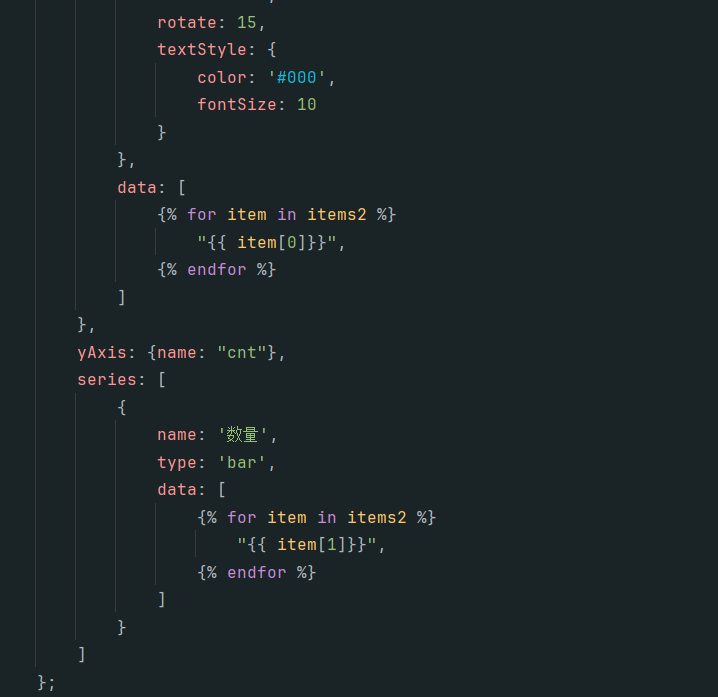 rotate: 15,
textStyle: {
color: '#000',
fontSize: 10
}
},
data: [
{% for item in items2 %}
"{{ item[0]}}",
{% endfor %}
]
},
yAxis: {name: "cnt"},
series: [
{
name: '数量',
type: 'bar',
data: [
{% for item in items2 %}
"{{ item[1]}}",
{% endfor %}
]
}
]
};